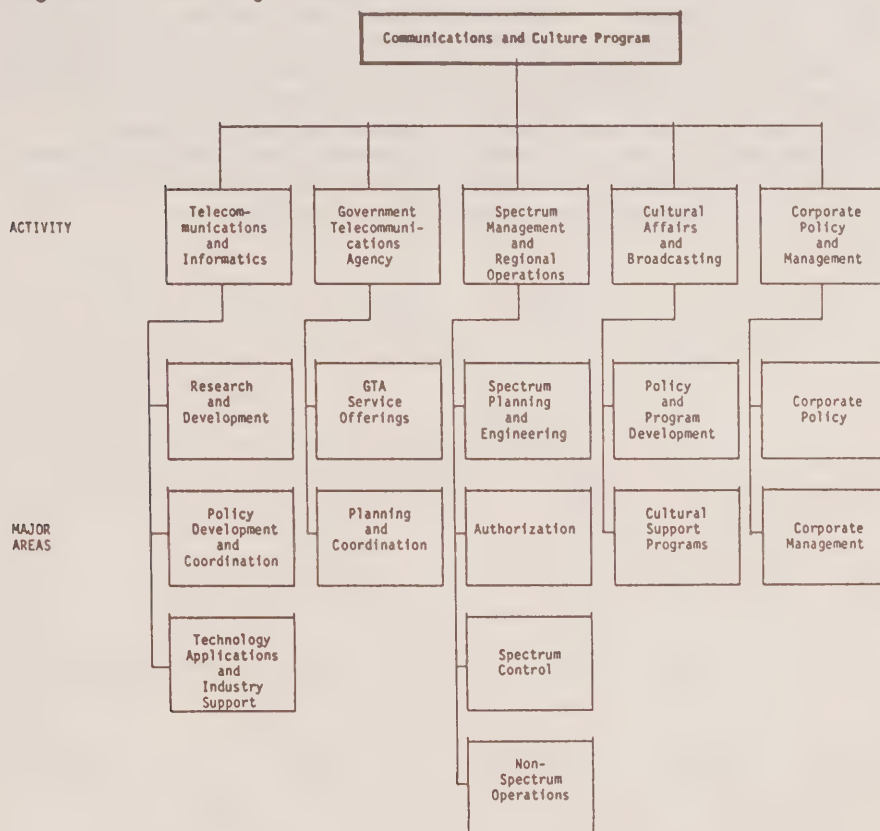 Communications and Culture Program
ACTIVITY
Telecom-
munications
and
Informatics
Government
Telecommuni-
cations
Agency
Spectrum
Management
and
Regional
Operations
Cultural
Affairs
and
Broadcasting
Corporate
Policy
and
Management
Research
and
Development
GTA
Service
Offerings
Spectrum
Planning
and
Engineering
Policy
and
Program
Development
Corporate
Policy
MAJOR
AREAS
Policy
Development
and
Coordination
Planning
and
Coordination
Authorization
Cultural
Support
Programs
Corporate
Management
Technology
Applications
and
Industry
Support
Spectrum
Control
Non-
Spectrum
Operations